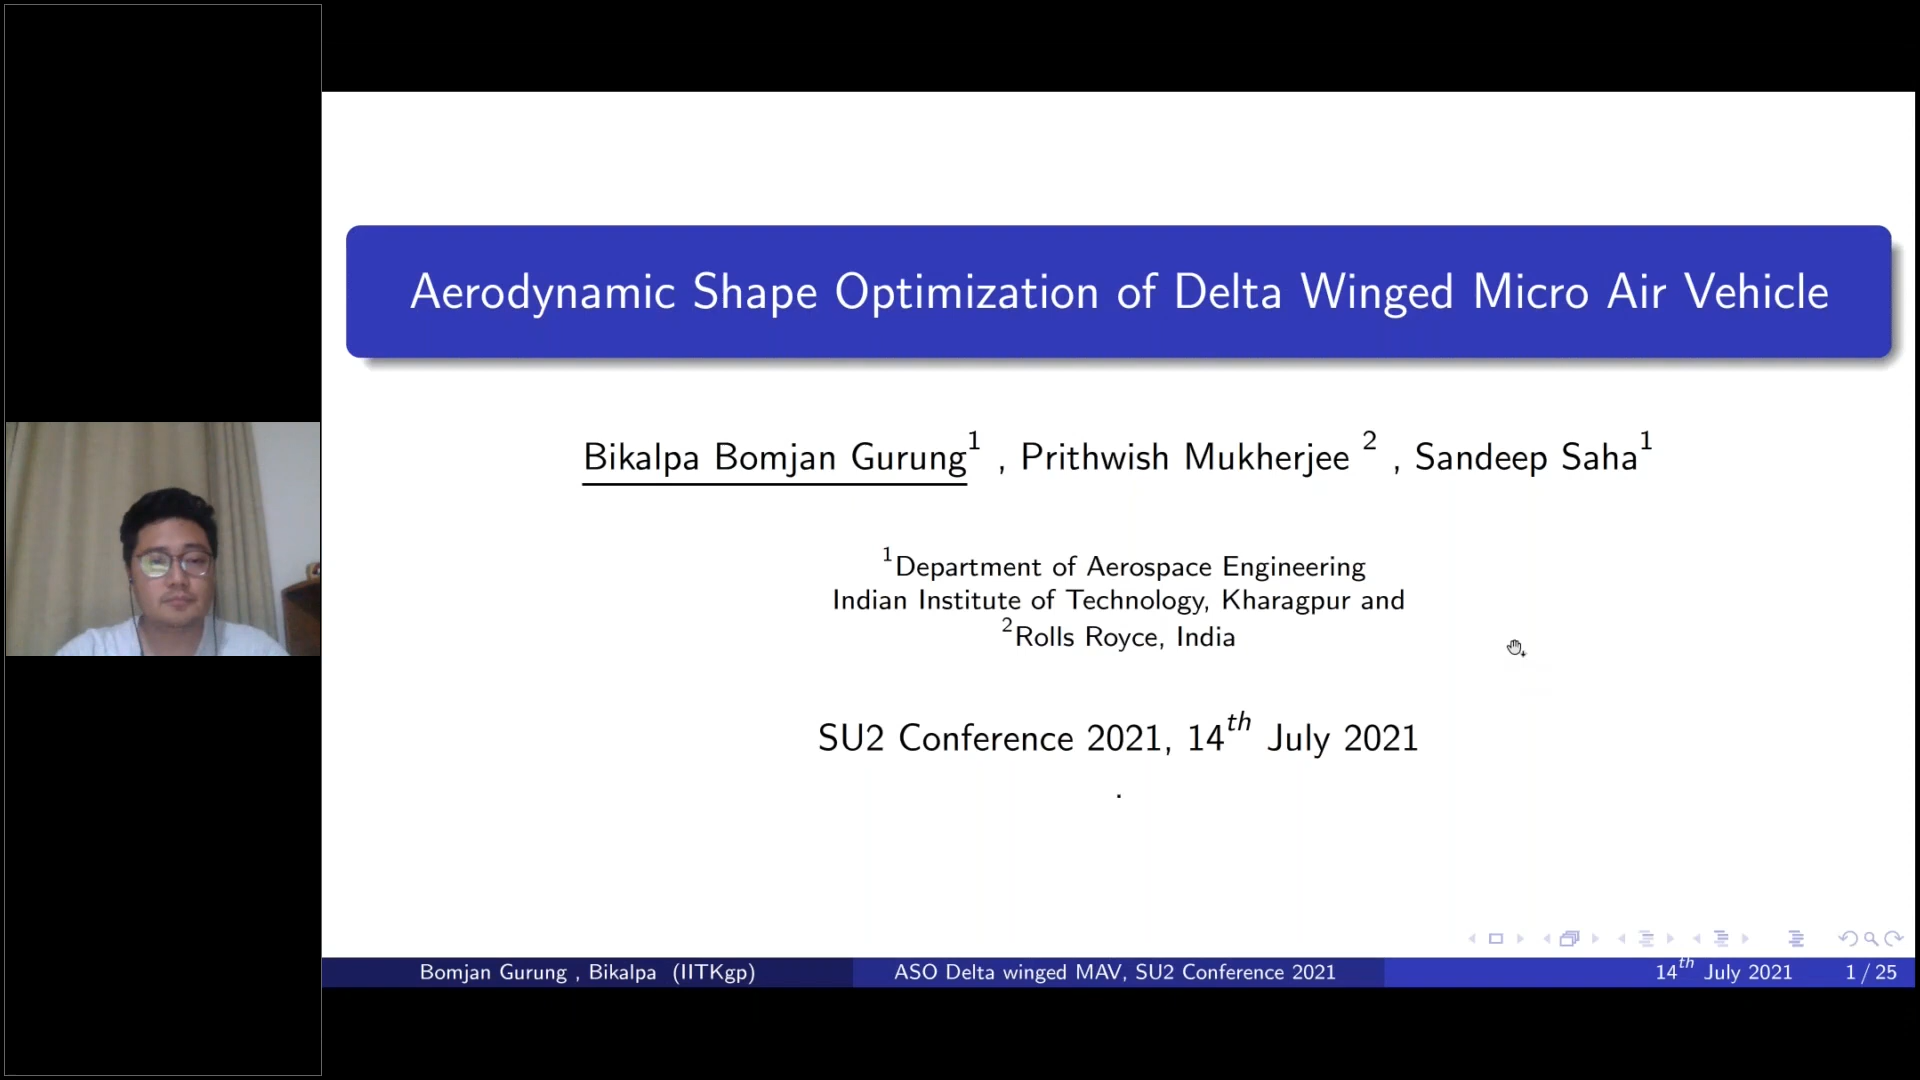 Aerodynamic Shape Optimization of Delta Winged Micro Air Vehicle
Bikalpa Bomjan Gurung¹ , Prithwish Mukherjee ² , Sandeep Saha¹
¹Department of Aerospace Engineering
Indian Institute of Technology, Kharagpur and
²Rolls Royce, India
SU2 Conference 2021, 14ᵗʰ July 2021
.
Bomjan Gurung , Bikalpa (IITKgp) ASO Delta winged MAV, SU2 Conference 2021 14ᵗʰ July 2021 1 / 25